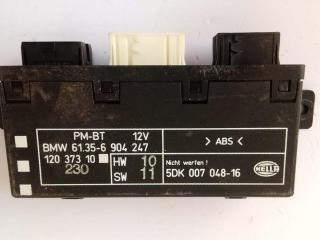 PM-BT 12V
BMW 61.35-6 904 247
120 373 10
230
HW 10
SW 11
> ABS <
Nicht werfen !
5DK 007 048-16
HELLA